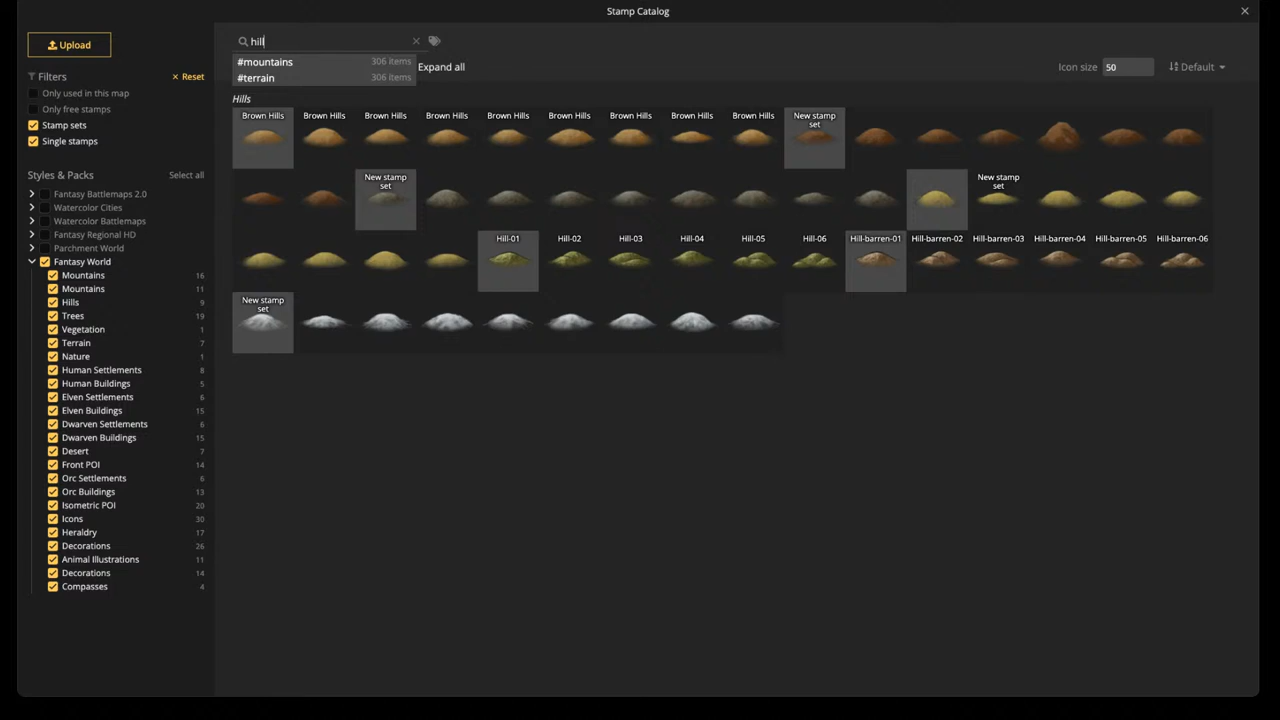 Stamp Catalog
Upload
Filters
Reset
Only used in this map
Only free stamps
Stamp sets
Single stamps
Styles & Packs
Select all
Fantasy Battlemaps 2.0
Watercolor Cities
Watercolor Battlemaps
Fantasy Regional HD
Parchment World
Fantasy World
Mountains 16
Mountains 11
Hills 9
Trees 19
Vegetation 1
Terrain 7
Nature 1
Human Settlements 8
Human Buildings 5
Elven Settlements 6
Elven Buildings 15
Dwarven Settlements 6
Dwarven Buildings 15
Desert 7
Front POI 14
Orc Settlements 6
Orc Buildings 13
Isometric POI 20
Icons 30
Heraldry 17
Decorations 26
Animal Illustrations 11
Decorations 14
Compasses 4
hill
#mountains 306 items
#terrain 306 items
Expand all
Icon size 50
Default
Hills
Brown Hills Brown Hills Brown Hills Brown Hills Brown Hills Brown Hills Brown Hills Brown Hills Brown Hills New stamp set
New stamp set New stamp set
Hill-01 Hill-02 Hill-03 Hill-04 Hill-05 Hill-06 Hill-barren-01 Hill-barren-02 Hill-barren-03 Hill-barren-04 Hill-barren-05 Hill-barren-06
New stamp set